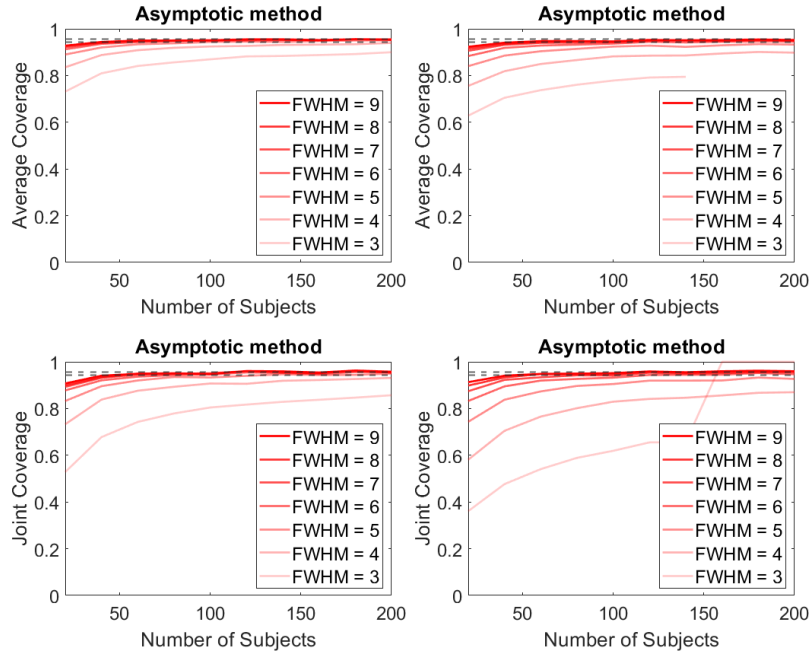 Asymptotic method
1
0.8
0.6
0.4
0.2
0
Average Coverage
FWHM = 9
FWHM = 8
FWHM = 7
FWHM = 6
FWHM = 5
FWHM = 4
FWHM = 3
50
100
150
200
Number of Subjects
Asymptotic method
1
0.8
0.6
0.4
0.2
0
Average Coverage
FWHM = 9
FWHM = 8
FWHM = 7
FWHM = 6
FWHM = 5
FWHM = 4
FWHM = 3
50
100
150
200
Number of Subjects
Asymptotic method
1
0.8
0.6
0.4
0.2
0
Joint Coverage
FWHM = 9
FWHM = 8
FWHM = 7
FWHM = 6
FWHM = 5
FWHM = 4
FWHM = 3
50
100
150
200
Number of Subjects
Asymptotic method
1
0.8
0.6
0.4
0.2
0
Joint Coverage
FWHM = 9
FWHM = 8
FWHM = 7
FWHM = 6
FWHM = 5
FWHM = 4
FWHM = 3
50
100
150
200
Number of Subjects